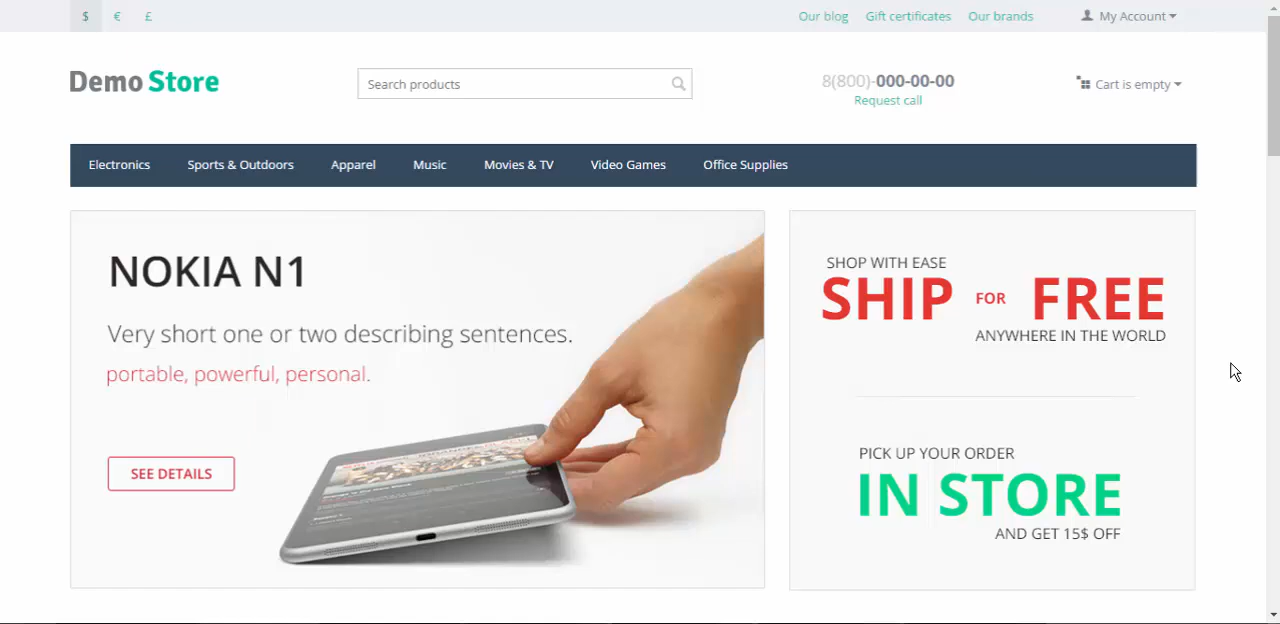 $ € £ Our blog Gift certificates Our brands My Account
Demo Store Search products 8(800)-000-00-00 Cart is empty
Request call
Electronics Sports & Outdoors Apparel Music Movies & TV Video Games Office Supplies
NOKIA N1
Very short one or two describing sentences.
portable, powerful, personal.
SEE DETAILS
SHOP WITH EASE
SHIP FOR FREE
ANYWHERE IN THE WORLD
PICK UP YOUR ORDER
IN STORE
AND GET 15$ OFF